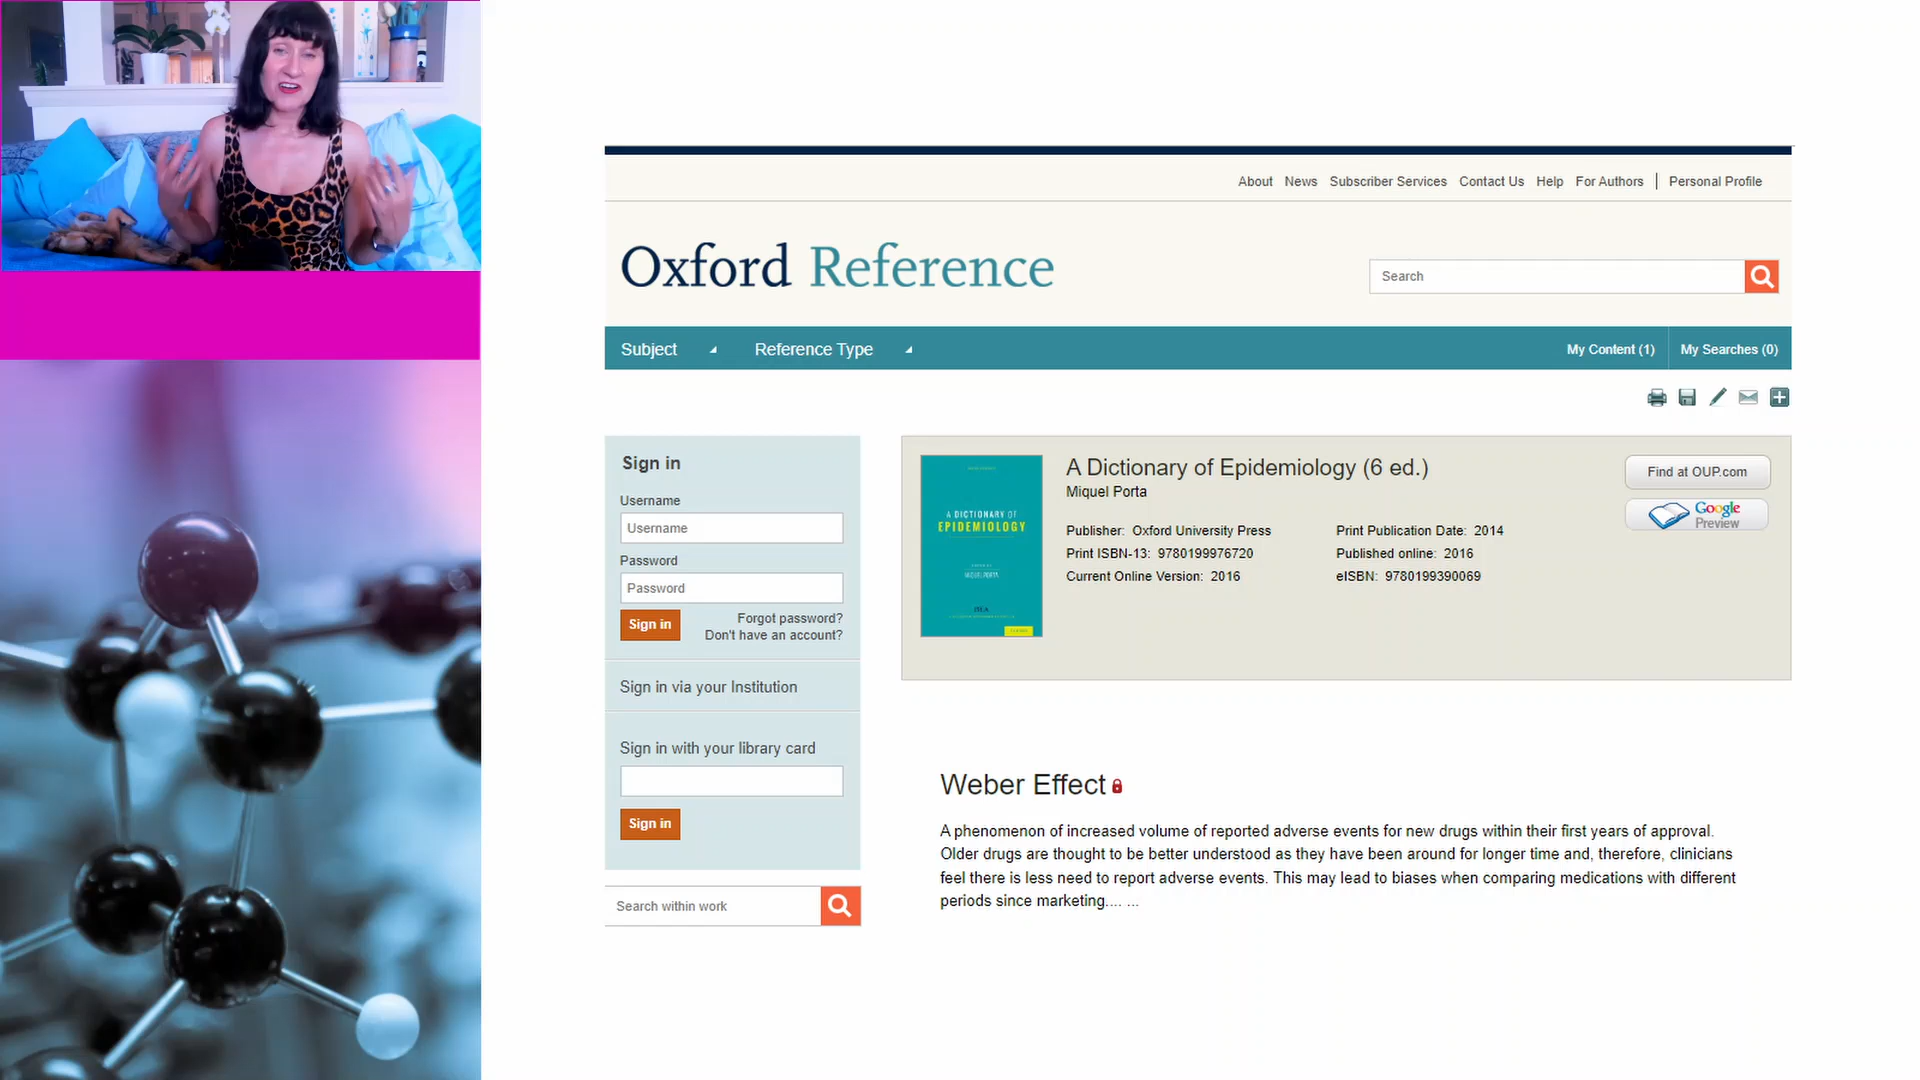 About News Subscriber Services Contact Us Help For Authors | Personal Profile
Oxford Reference
Search
Subject Reference Type My Content (1) My Searches (0)
Sign in
Username
Username
Password
Password
Sign in
Forgot password?
Don't have an account?
Sign in via your Institution
Sign in with your library card
Sign in
Search within work
A DICTIONARY OF
EPIDEMIOLOGY
MIQUEL PORTA
A Dictionary of Epidemiology (6 ed.)
Miquel Porta
Publisher: Oxford University Press
Print ISBN-13: 9780199976720
Current Online Version: 2016
Print Publication Date: 2014
Published online: 2016
eISBN: 9780199390069
Find at OUP.com
Google
Preview
Weber Effect
A phenomenon of increased volume of reported adverse events for new drugs within their first years of approval.
Older drugs are thought to be better understood as they have been around for longer time and, therefore, clinicians
feel there is less need to report adverse events. This may lead to biases when comparing medications with different
periods since marketing.... ...